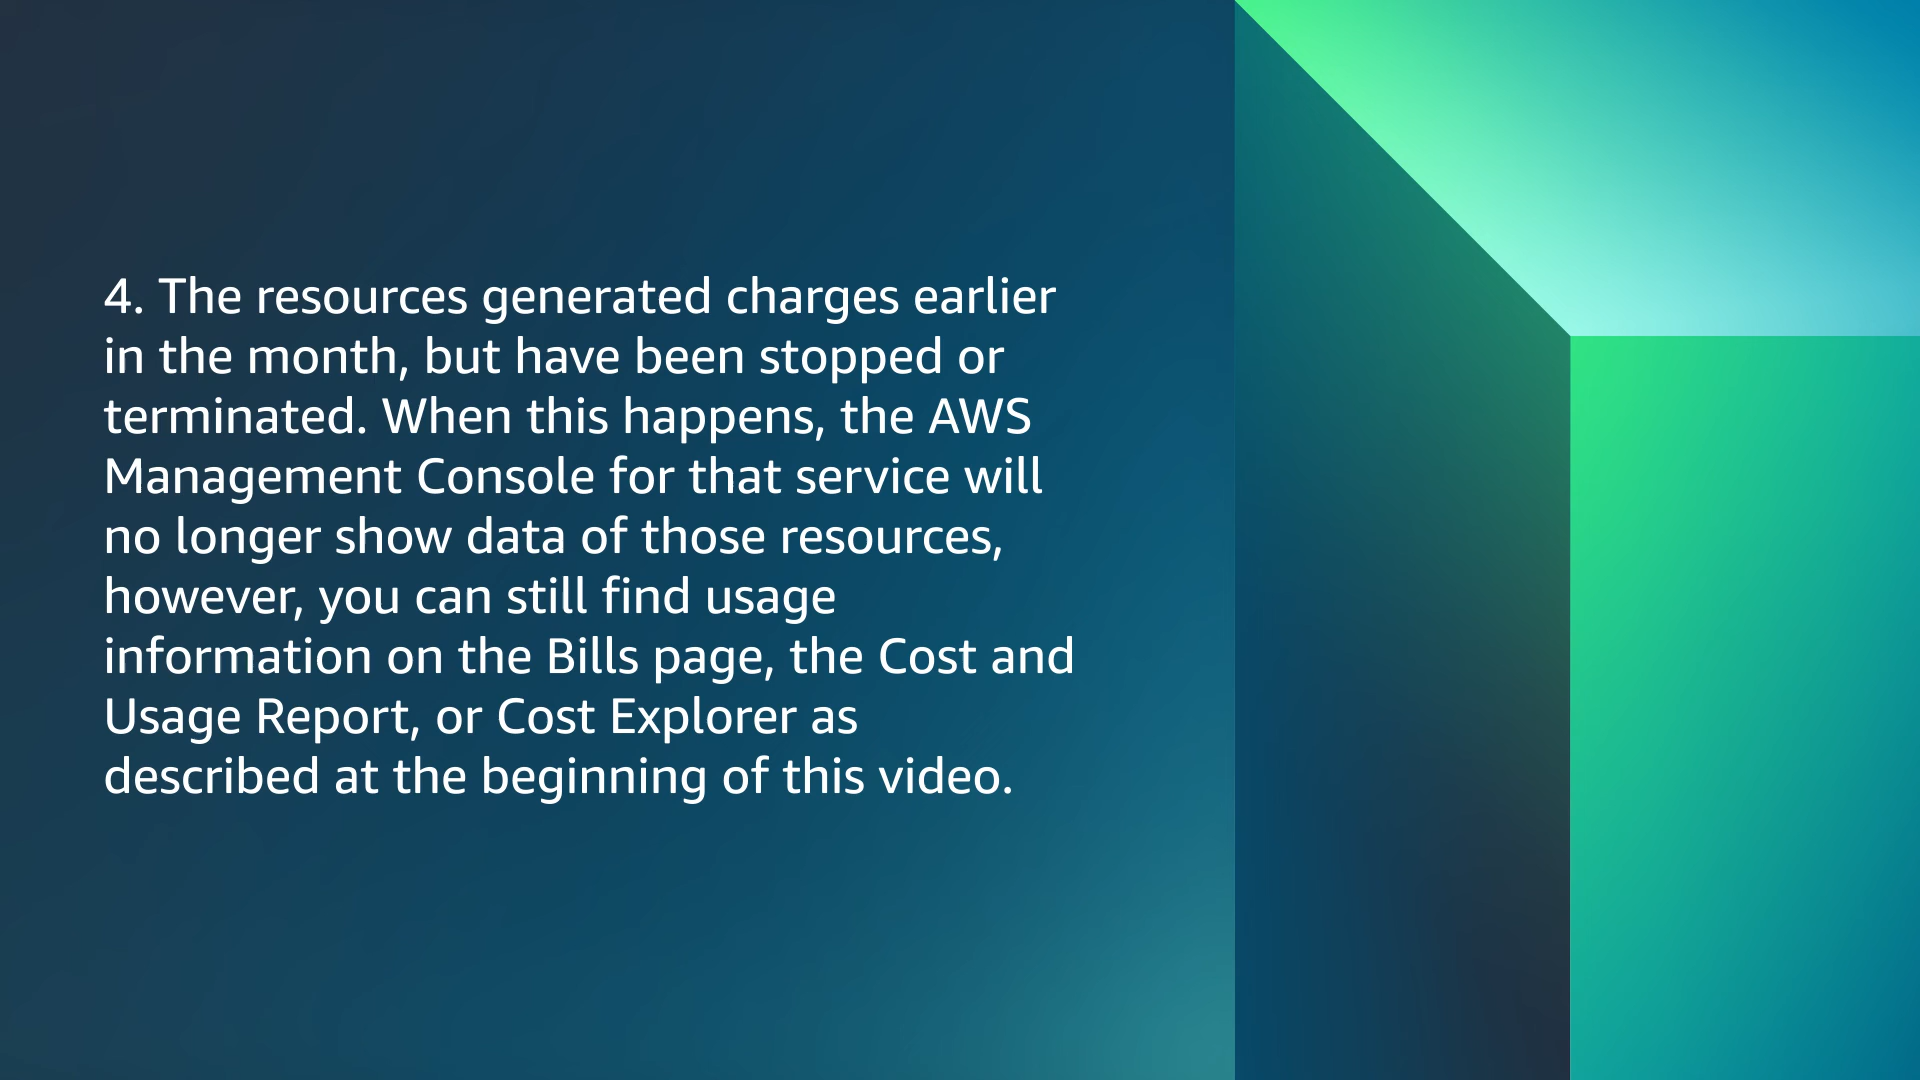 4. The resources generated charges earlier
in the month, but have been stopped or
terminated. When this happens, the AWS
Management Console for that service will
no longer show data of those resources,
however, you can still find usage
information on the Bills page, the Cost and
Usage Report, or Cost Explorer as
described at the beginning of this video.